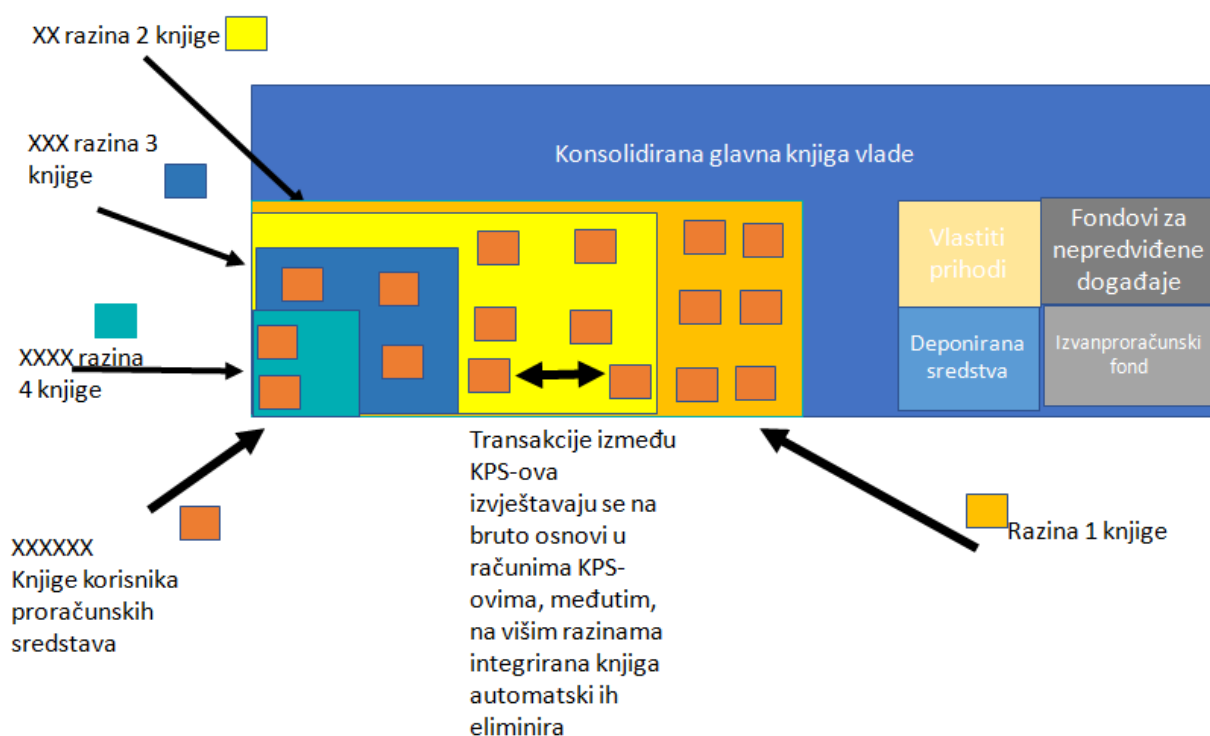 XX razina 2 knjige
XXX razina 3
knjige
XXXX razina
4 knjige
XXXXXX
Knjige korisnika
proračunskih
sredstava
Konsolidirana glavna knjiga vlade
Vlastiti
prihodi
Fondovi za
nepredviđene
događaje
Deponirana
sredstva
Izvanproračunski
fond
Transakcije između
KPS-ova
izvještavaju se na
bruto osnovi u
računima KPS-
ovima, međutim,
na višim razinama
integrirana knjiga
automatski ih
eliminira
Razina 1 knjige